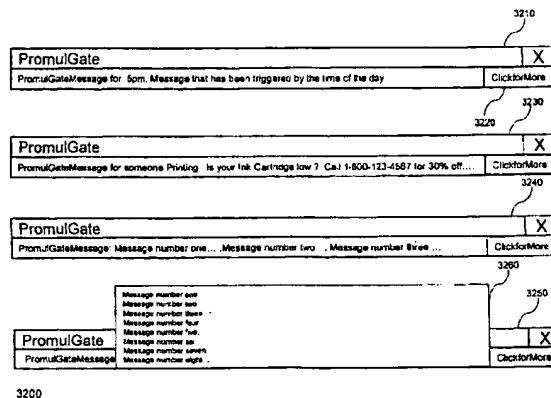 3210
PromulGate X
PromulGateMessage for 5pm. Message that has been triggered by the time of the day ClickforMore
3220
3230
PromulGate X
PromulGateMessage for someone Printing Is your Ink Cartridge low ? Call 1-800-123-4567 for 30% off.... ClickforMore
3240
PromulGate X
PromulGateMessage: Message number one... .Message number two . Message number three ... ClickforMore
3260
Message number one
Message number two
Message number three ..
Message number four
Message number five.
Message number six
Message number seven
Message number eight ..
3250
PromulGate X
PromulGateMessage ClickforMore
3200